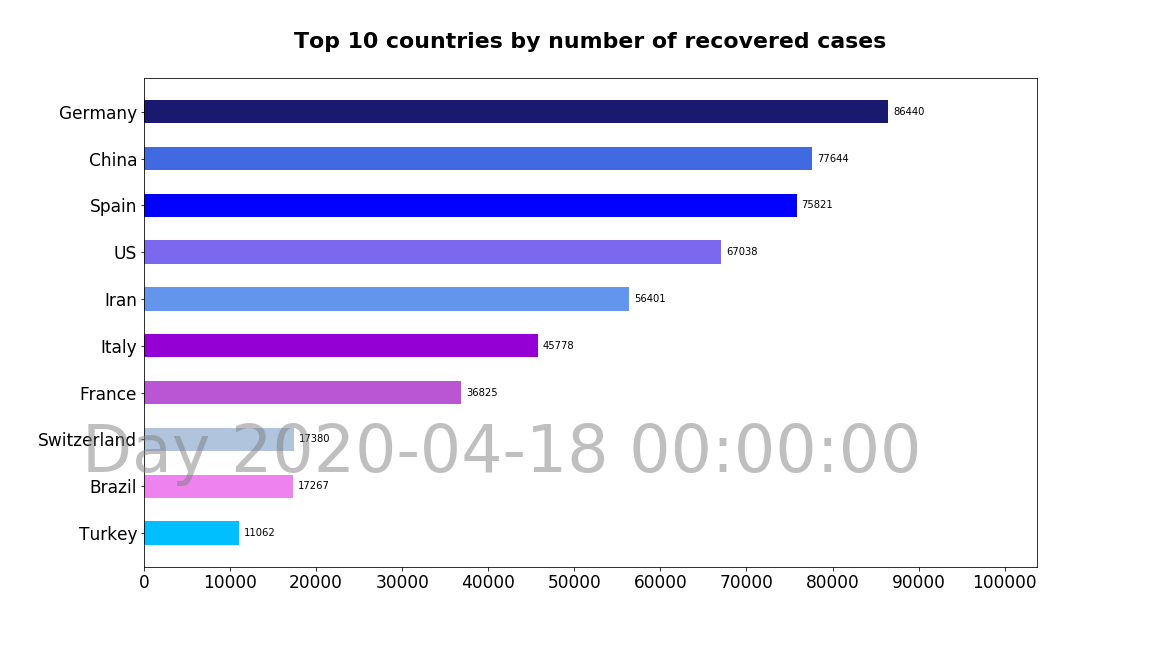 Top 10 countries by number of recovered cases
Germany 86440
China 77644
Spain 75821
US 67038
Iran 56401
Italy 45778
France 36825
Switzerland 17380
Day 2020-04-18 00:00:00
Brazil 17267
Turkey 11062
0 10000 20000 30000 40000 50000 60000 70000 80000 90000 100000